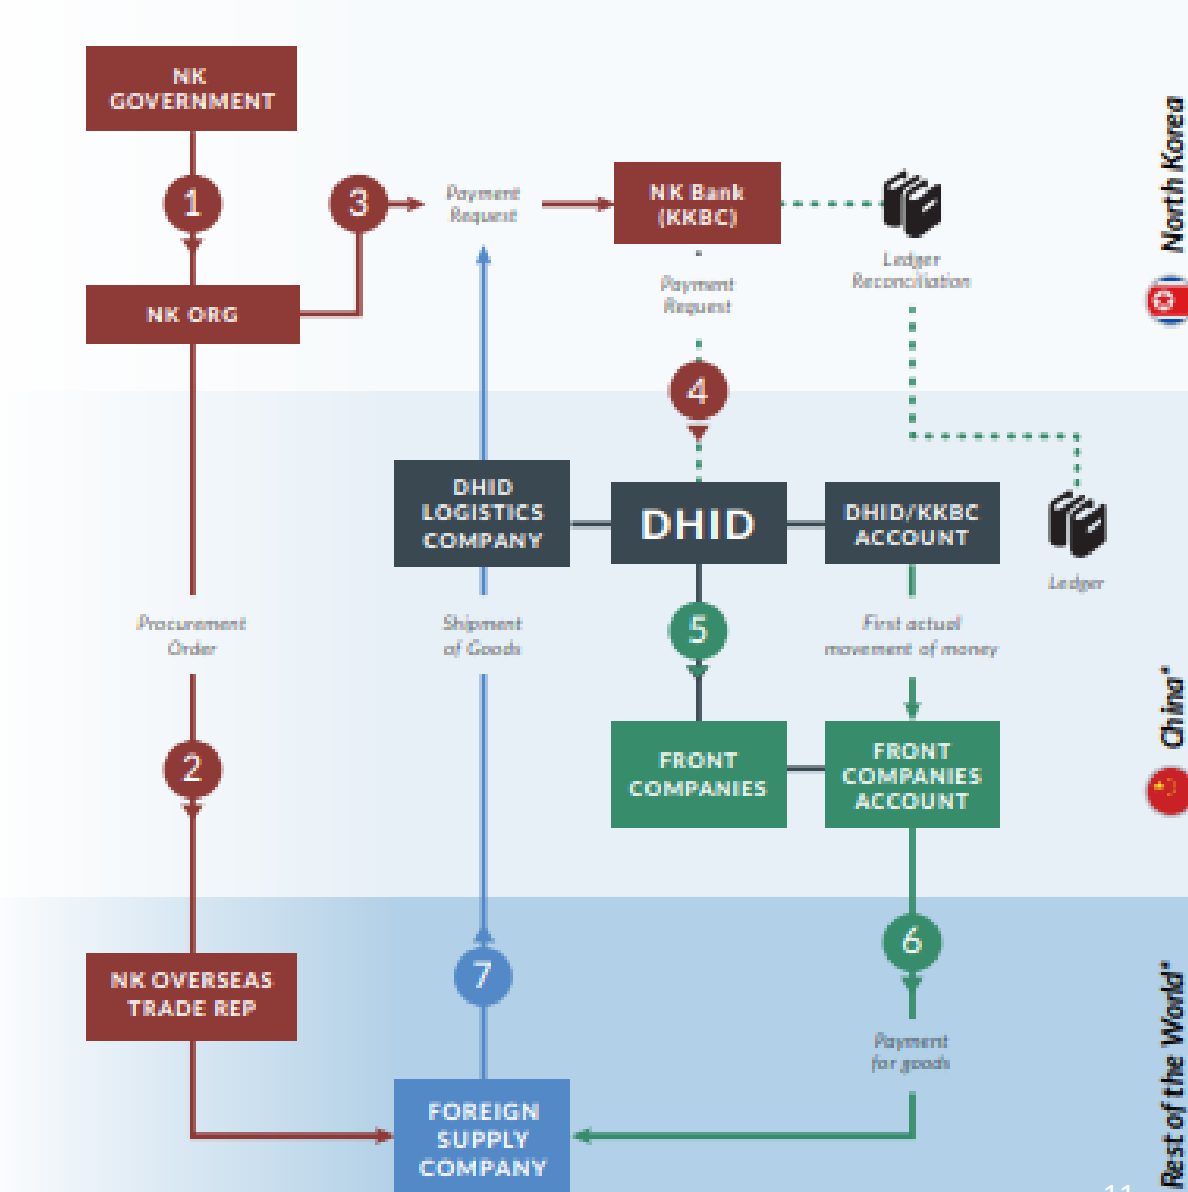 NK
GOVERNMENT
1
3
Payment
Request
NK Bank
(KKBC)
Ledger
Reconciliation
North Korea
NK ORG
Payment
Request
4
DHID
LOGISTICS
COMPANY
DHID
DHID/KKBC
ACCOUNT
Ledger
Procurement
Order
Shipment
of Goods
5
First actual
movement of money
China*
2
FRONT
COMPANIES
FRONT
COMPANIES
ACCOUNT
6
7
NK OVERSEAS
TRADE REP
Payment
for goods
Rest of the World*
FOREIGN
SUPPLY
COMPANY